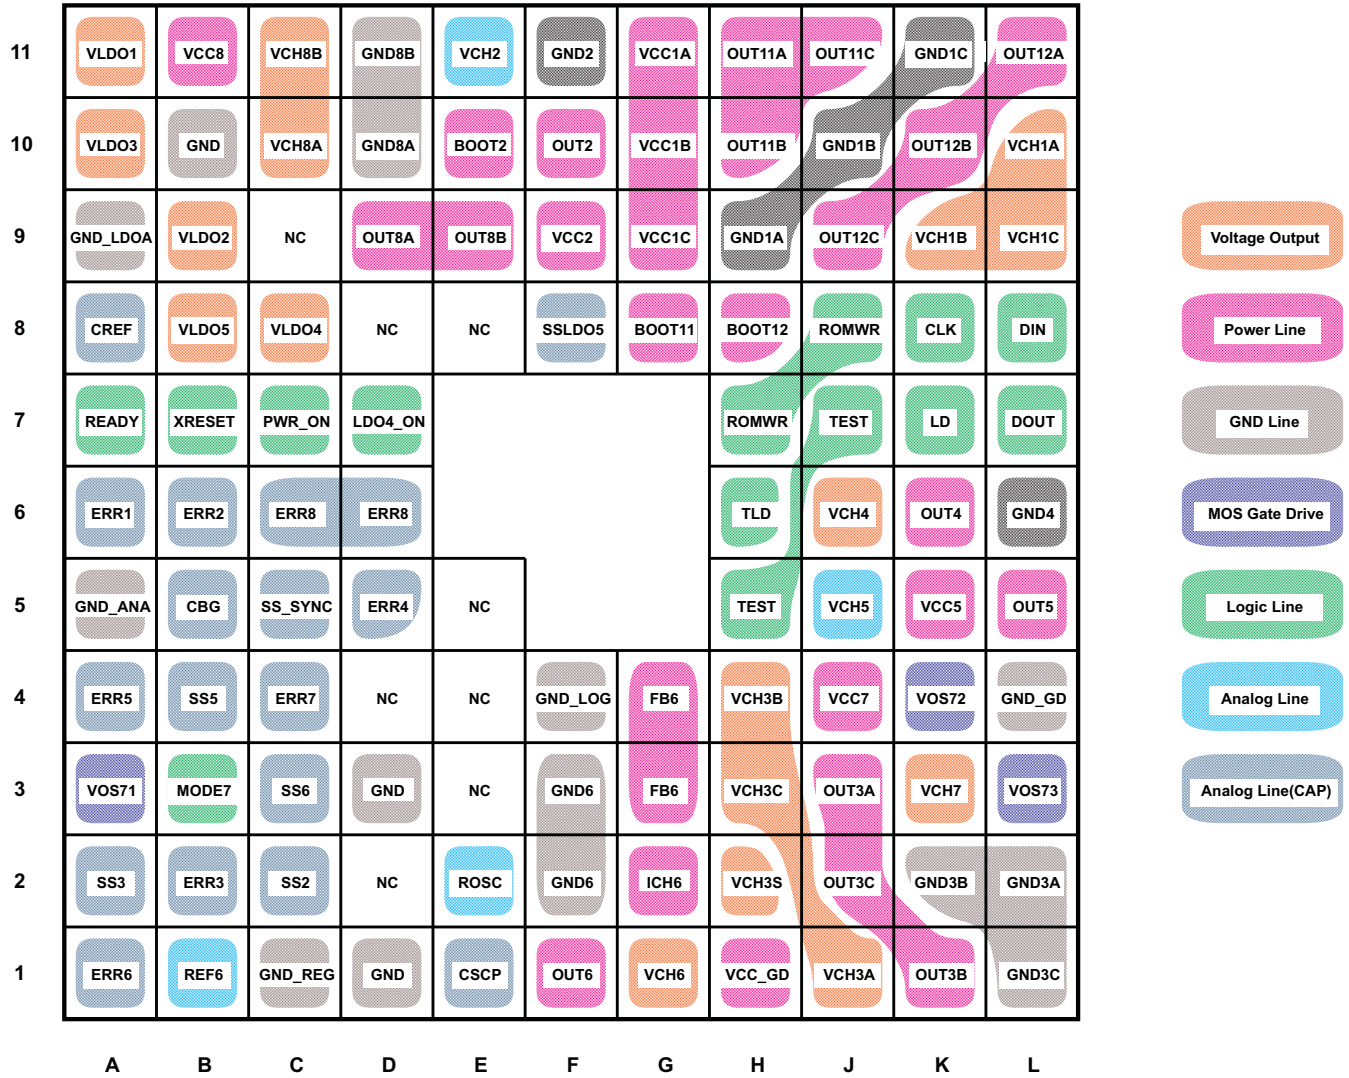 11 VLDO1 VCC8 VCH8B GND8B VCH2 GND2 VCC1A OUT11A OUT11C GND1C OUT12A
10 VLDO3 GND VCH8A GND8A BOOT2 OUT2 VCC1B OUT11B GND1B OUT12B VCH1A
9 GND_LDOA VLDO2 NC OUT8A OUT8B VCC2 VCC1C GND1A OUT12C VCH1B VCH1C Voltage Output
8 CREF VLDO5 VLDO4 NC NC SSLDO5 BOOT11 BOOT12 ROMWR CLK DIN Power Line
7 READY XRESET PWR_ON LDO4_ON ROMWR TEST LD DOUT GND Line
6 ERR1 ERR2 ERR8 ERR8 TLD VCH4 OUT4 GND4 MOS Gate Drive
5 GND_ANA CBG SS_SYNC ERR4 NC TEST VCH5 VCC5 OUT5 Logic Line
4 ERR5 SS5 ERR7 NC NC GND_LOG FB6 VCH3B VCC7 VOS72 GND_GD Analog Line
3 VOS71 MODE7 SS6 GND NC GND6 FB6 VCH3C OUT3A VCH7 VOS73 Analog Line(CAP)
2 SS3 ERR3 SS2 NC ROSC GND6 ICH6 VCH3S OUT3C GND3B GND3A
1 ERR6 REF6 GND_REG GND CSCP OUT6 VCH6 VCC_GD VCH3A OUT3B GND3C
A B C D E F G H J K L